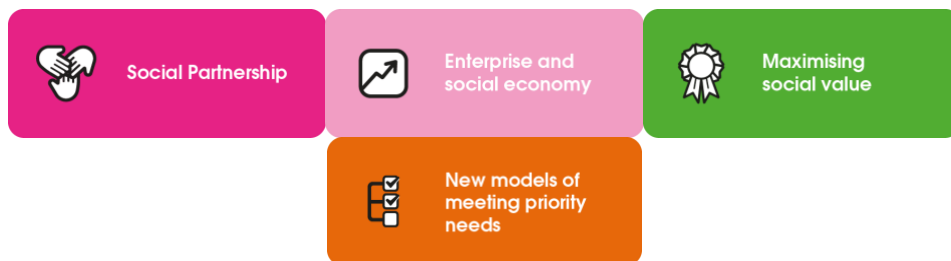 Social Partnership
Enterprise and
social economy
Maximising
social value
New models of
meeting priority
needs